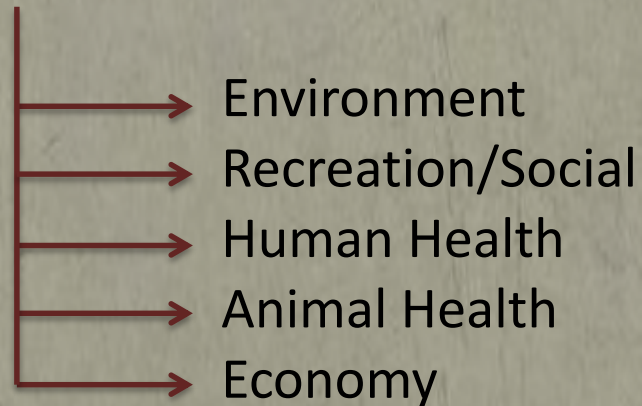 Environment
Recreation/Social
Human Health
Animal Health
Economy